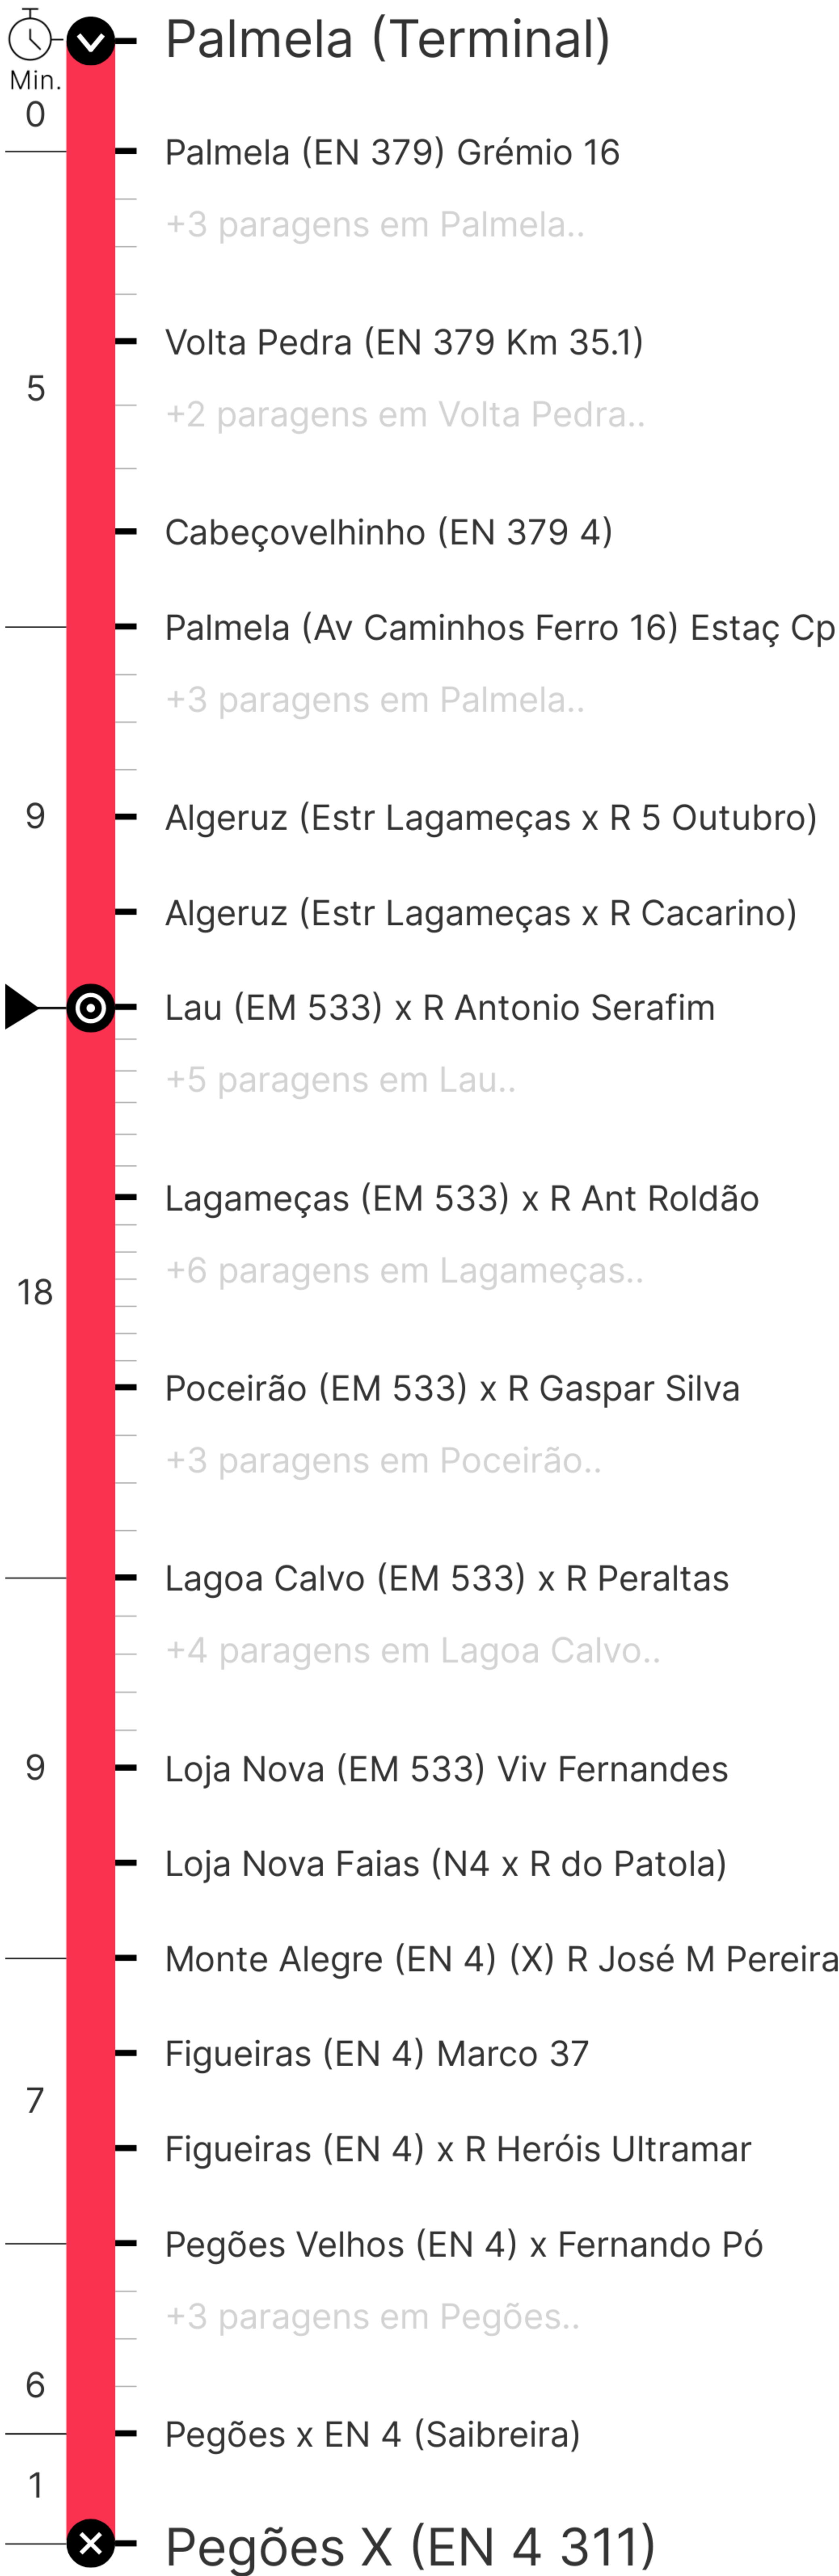 Palmela (Terminal)
Min.
0
Palmela (EN 379) Grémio 16
+3 paragens em Palmela..
Volta Pedra (EN 379 Km 35.1)
5
+2 paragens em Volta Pedra..
Cabeçovelhinho (EN 379 4)
Palmela (Av Caminhos Ferro 16) Estaç Cp
+3 paragens em Palmela..
9
Algeruz (Estr Lagameças x R 5 Outubro)
Algeruz (Estr Lagameças x R Cacarino)
Lau (EM 533) x R Antonio Serafim
+5 paragens em Lau..
Lagameças (EM 533) x R Ant Roldão
+6 paragens em Lagameças..
18
Poceirão (EM 533) x R Gaspar Silva
+3 paragens em Poceirão..
Lagoa Calvo (EM 533) x R Peraltas
+4 paragens em Lagoa Calvo..
9
Loja Nova (EM 533) Viv Fernandes
Loja Nova Faias (N4 x R do Patola)
Monte Alegre (EN 4) (X) R José M Pereira
Figueiras (EN 4) Marco 37
7
Figueiras (EN 4) x R Heróis Ultramar
Pegões Velhos (EN 4) x Fernando Pó
+3 paragens em Pegões..
6
Pegões x EN 4 (Saibreira)
1
Pegões X (EN 4 311)